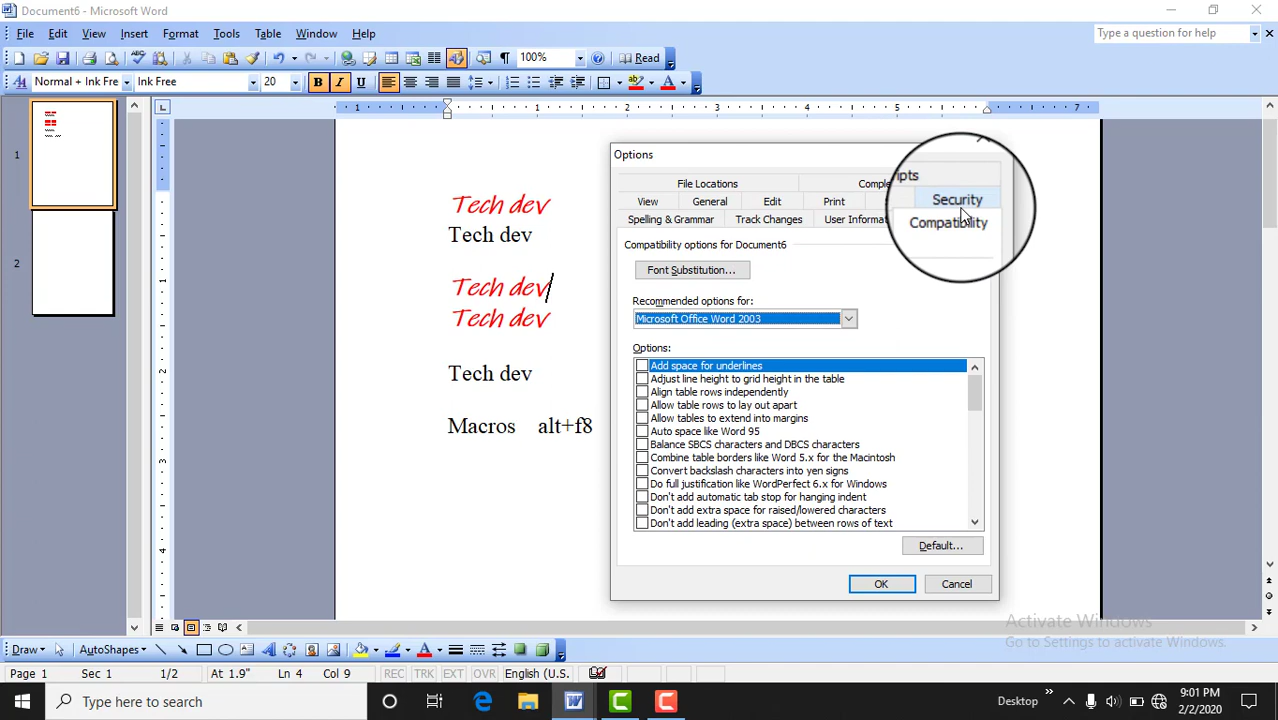 Document6 - Microsoft Word
File Edit View Insert Format Tools Table Window Help
Type a question for help
100%
Read
Normal + Ink Fre
Ink Free
20
B I U
1 1 2 3 4 5 7
1
2
Tech dev
Tech dev
Tech dev
Tech dev
Tech dev
Macros alt+f8
Options
File Locations
View General Edit Print Security
Spelling & Grammar Track Changes Compatibility
Compatibility options for Document6
Font Substitution...
Recommended options for:
Microsoft Office Word 2003
Options:
Add space for underlines
Adjust line height to grid height in the table
Align table rows independently
Allow table rows to lay out apart
Allow tables to extend into margins
Auto space like Word 95
Balance SBCS characters and DBCS characters
Combine table borders like Word 5.x for the Macintosh
Convert backslash characters into yen signs
Do full justification like WordPerfect 6.x for Windows
Don't add automatic tab stop for hanging indent
Don't add extra space for raised/lowered characters
Don't add leading (extra space) between rows of text
Default...
OK
Cancel
Activate Windows
Go to Settings to activate Windows.
Draw AutoShapes
Page 1 Sec 1 1/2 At 1.9" Ln 4 Col 9 REC TRK EXT OVR English (U.S.
Type here to search
Desktop
9:01 PM
2/2/2020